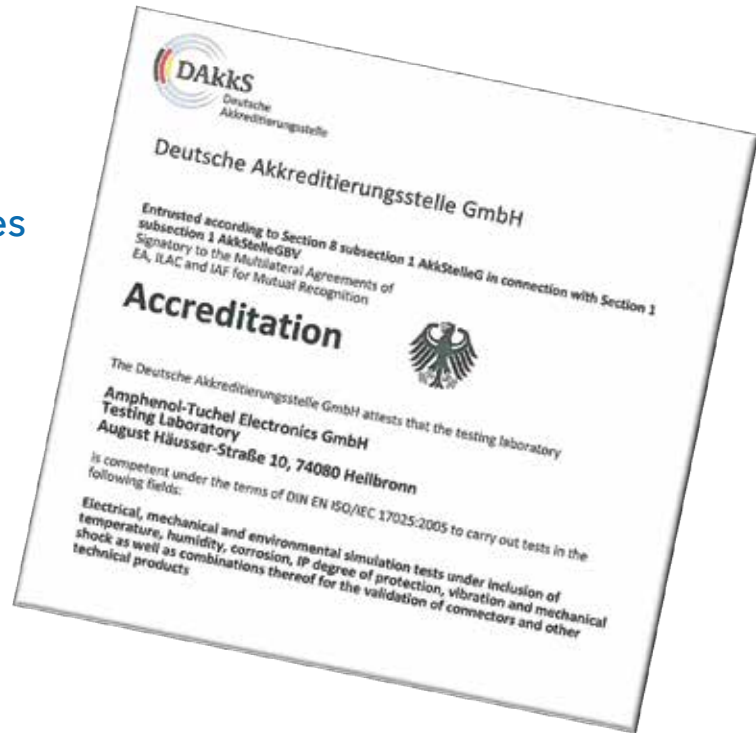 es
DAkkS
Deutsche
Akkreditierungsstelle
Deutsche Akkreditierungsstelle GmbH
Entrusted according to Section 8 subsection 1 AkkStelleG in connection with Section 1
subsection 1 AkkStelleGBV
Signatory to the Multilateral Agreements of
EA, ILAC and IAF for Mutual Recognition
Accreditation
The Deutsche Akkreditierungsstelle GmbH attests that the testing laboratory
Amphenol-Tuchel Electronics GmbH
Testing Laboratory
August Häusser-Straße 10, 74080 Heilbronn
is competent under the terms of DIN EN ISO/IEC 17025:2005 to carry out tests in the
following fields:
Electrical, mechanical and environmental simulation tests under inclusion of
temperature, humidity, corrosion, IP degree of protection, vibration and mechanical
shock as well as combinations thereof for the validation of connectors and other
technical products